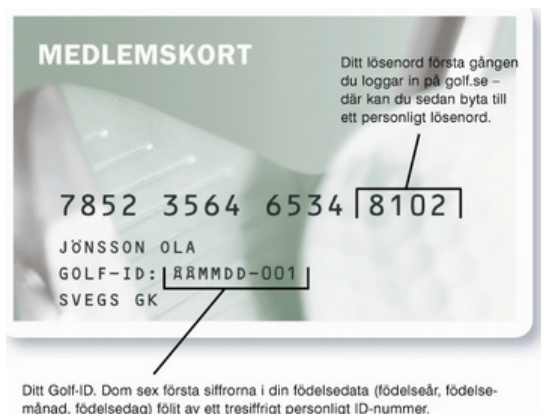 MEDLEMSKORT
Ditt lösenord första gången
du loggar in på golf.se –
där kan du sedan byta till
ett personligt lösenord.
7852 3564 6534 8102
JÖNSSON OLA
GOLF-ID: ÅÅMMDD-001
SVEGS GK
Ditt Golf-ID. Dom sex första siffrorna i din födelsedata (födelseår, födelse-
månad, födelsedag) följt av ett tresiffrigt personligt ID-nummer.